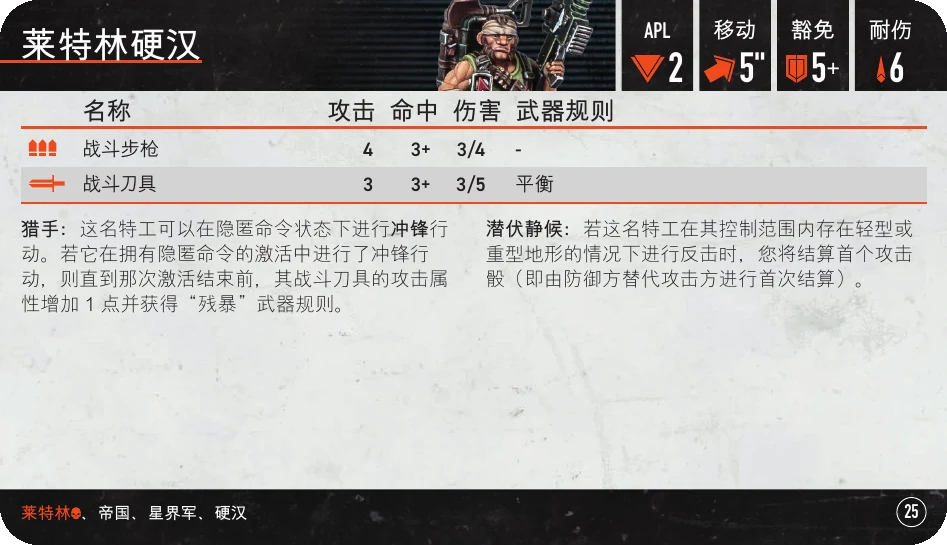 莱特林硬汉
APL 移动 豁免 耐伤
2 5" 5+ 6
名称 攻击 命中 伤害 武器规则
战斗步枪 4 3+ 3/4 -
战斗刀具 3 3+ 3/5 平衡
猎手：这名特工可以在隐匿命令状态下进行冲锋行
动。若它在拥有隐匿命令的激活中进行了冲锋行
动，则直到那次激活结束前，其战斗刀具的攻击属
性增加 1 点并获得“残暴”武器规则。
潜伏静候：若这名特工在其控制范围内存在轻型或
重型地形的情况下进行反击时，您将结算首个攻击
骰（即由防御方替代攻击方进行首次结算）。
莱特林、帝国、星界军、硬汉
25